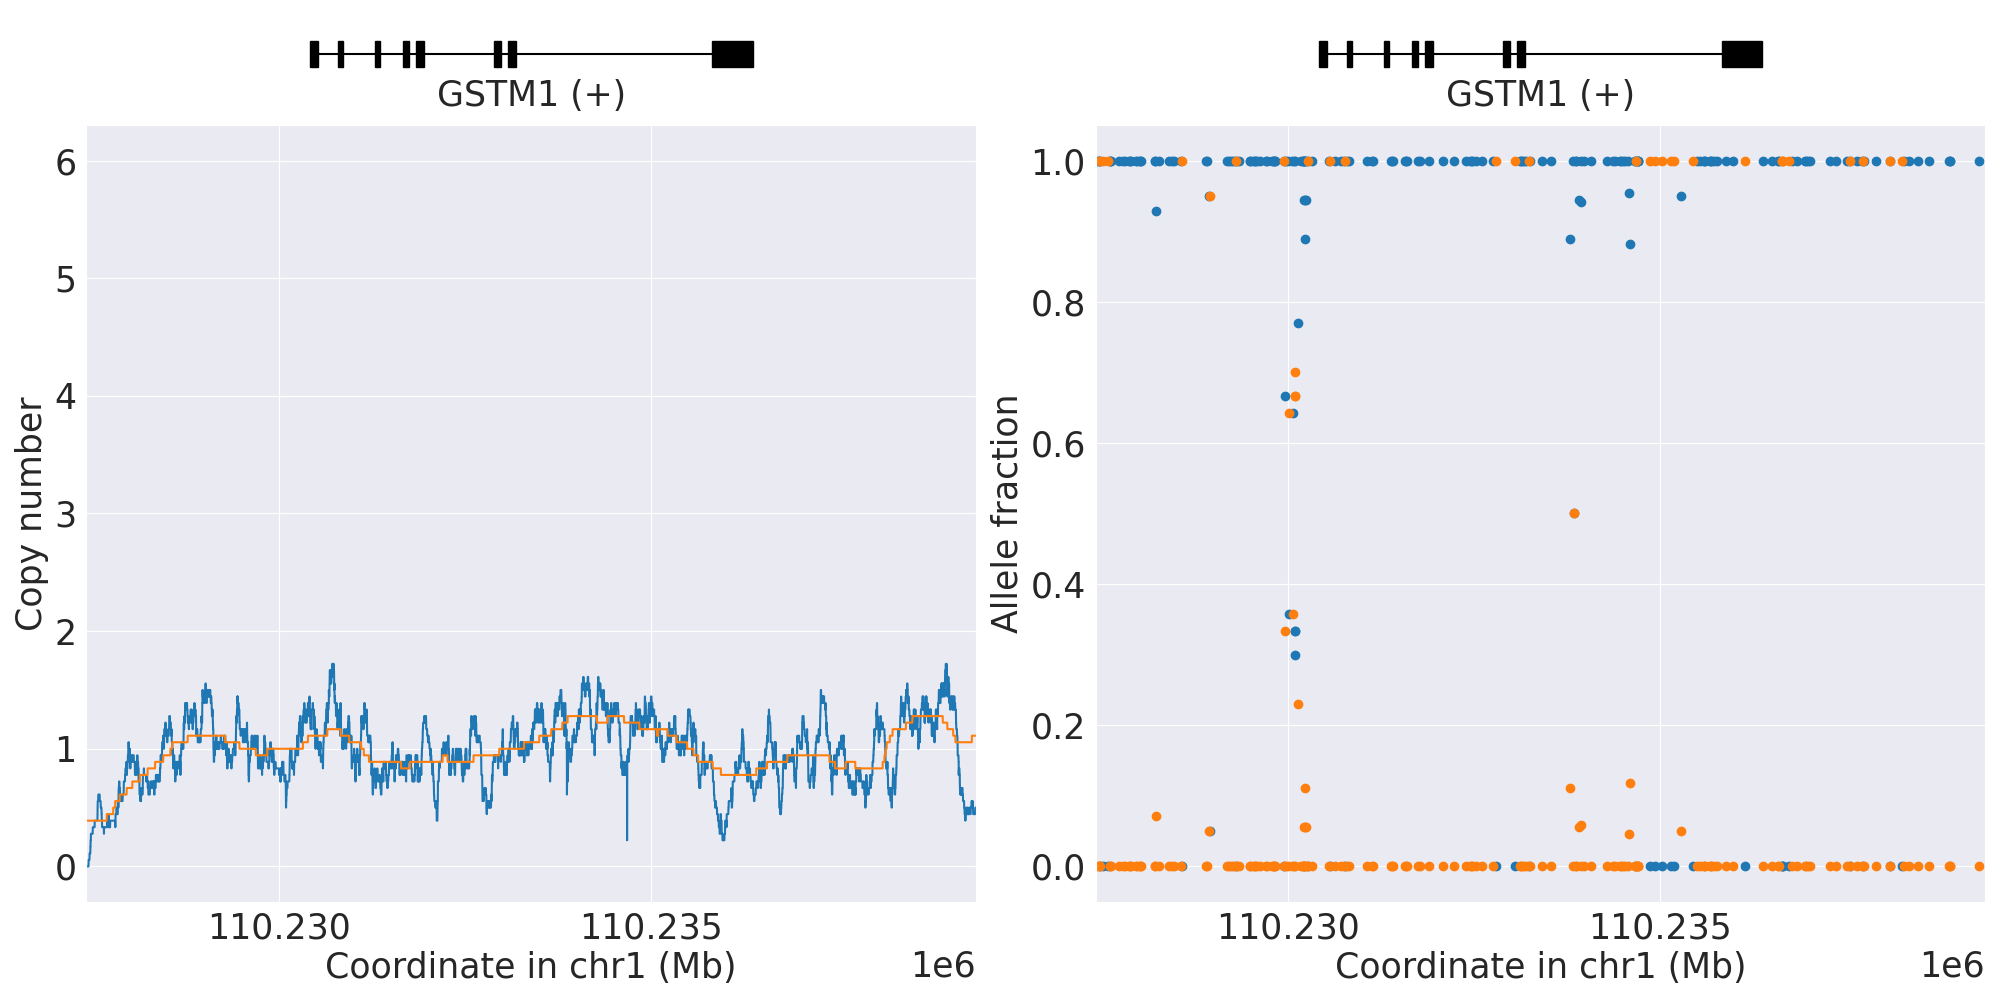 GSTM1 (+)
6
5
4
3
2
1
0
Copy number
110.230
110.235
Coordinate in chr1 (Mb)
1e6
GSTM1 (+)
1.0
0.8
0.6
0.4
0.2
0.0
Allele fraction
110.230
110.235
Coordinate in chr1 (Mb)
1e6